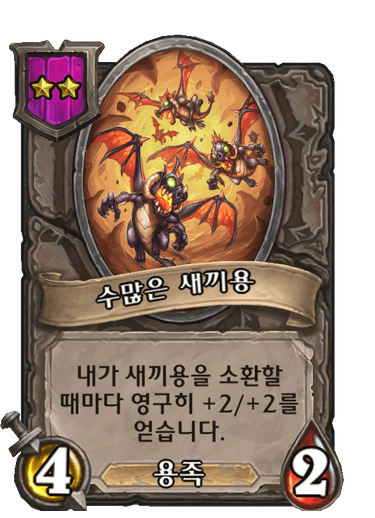 수많은 새끼용
내가 새끼용을 소환할
때마다 영구히 +2/+2를
얻습니다.
4
용족
2